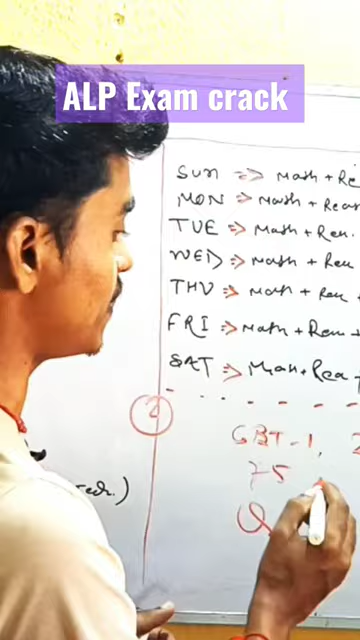 ALP Exam crack
SUN => Math + Re
MON => Math + Rear
TUE => Math + Rea.
WED => Math + Rea
THU => Math + Rea +
FRI => Math + Rea +
SAT => Math + Rea +
2
CBT-1,
75